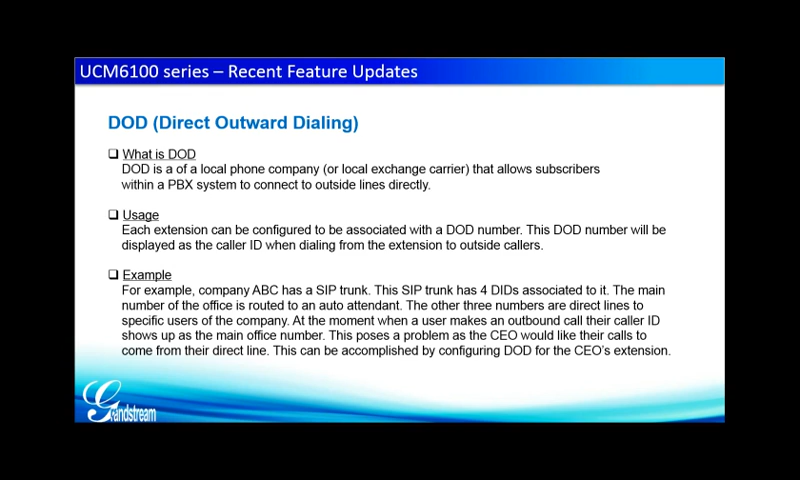 UCM6100 series – Recent Feature Updates
DOD (Direct Outward Dialing)
❑ What is DOD
DOD is a of a local phone company (or local exchange carrier) that allows subscribers
within a PBX system to connect to outside lines directly.
❑ Usage
Each extension can be configured to be associated with a DOD number. This DOD number will be
displayed as the caller ID when dialing from the extension to outside callers.
❑ Example
For example, company ABC has a SIP trunk. This SIP trunk has 4 DIDs associated to it. The main
number of the office is routed to an auto attendant. The other three numbers are direct lines to
specific users of the company. At the moment when a user makes an outbound call their caller ID
shows up as the main office number. This poses a problem as the CEO would like their calls to
come from their direct line. This can be accomplished by configuring DOD for the CEO's extension.
Grandstream